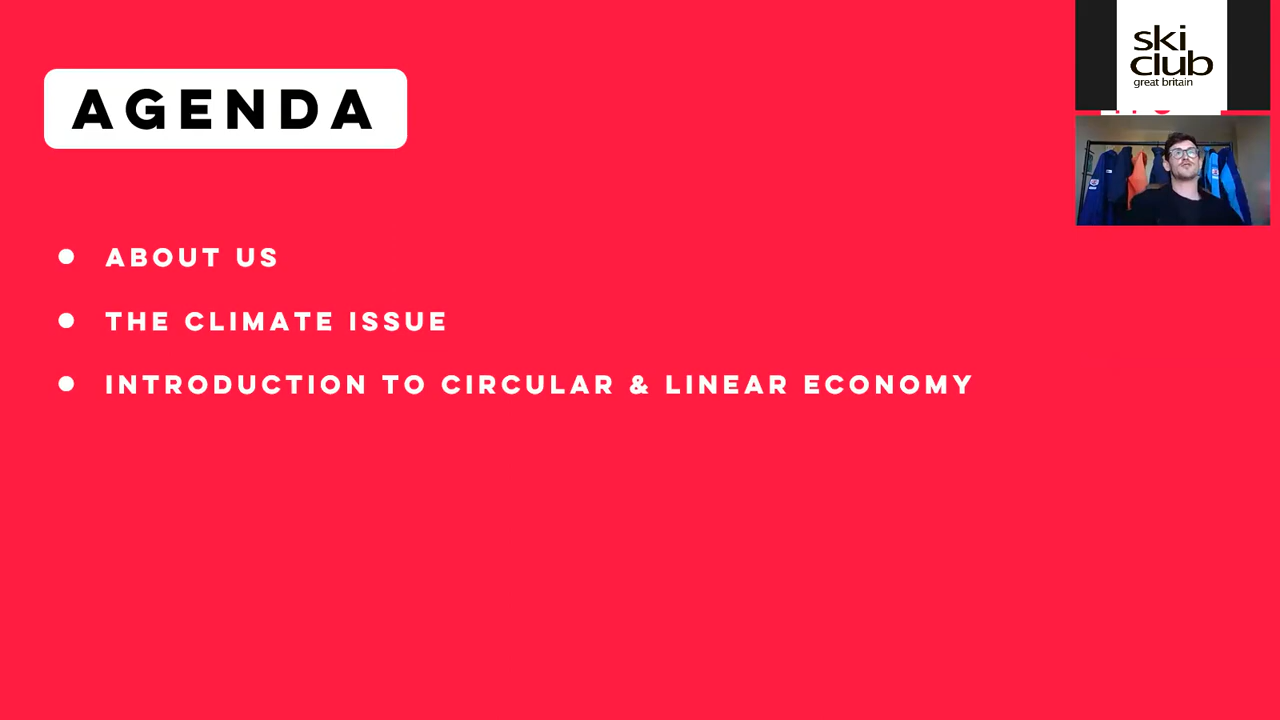 AGENDA
ABOUT US
THE CLIMATE ISSUE
INTRODUCTION TO CIRCULAR & LINEAR ECONOMY
ski
club
great britain